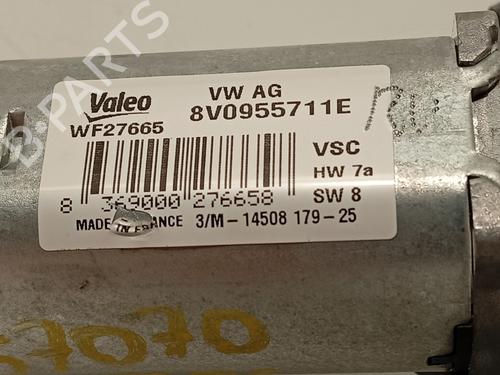 B-PARTS
Valeo
VW AG
WF27665
8V0955711E
VSC
HW 7a
SW 8
8 369000 276658
MADE IN FRANCE 3/M-14508 179-25